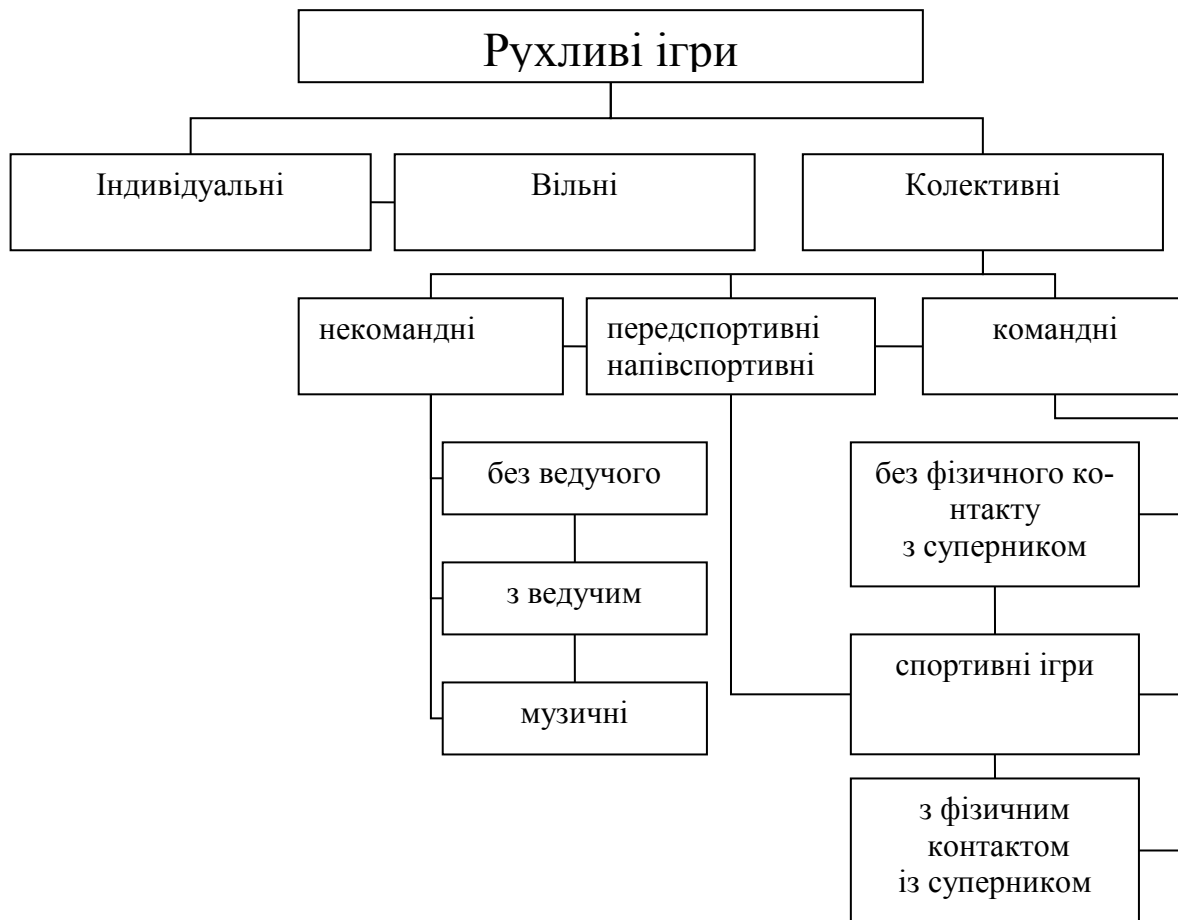 Рухливі ігри
Індивідуальні
Вільні
Колективні
некомандні
передспортивні
напівспортивні
командні
без ведучого
з ведучим
музичні
без фізичного ко-
нтакту
з суперником
спортивні ігри
з фізичним
контактом
із суперником